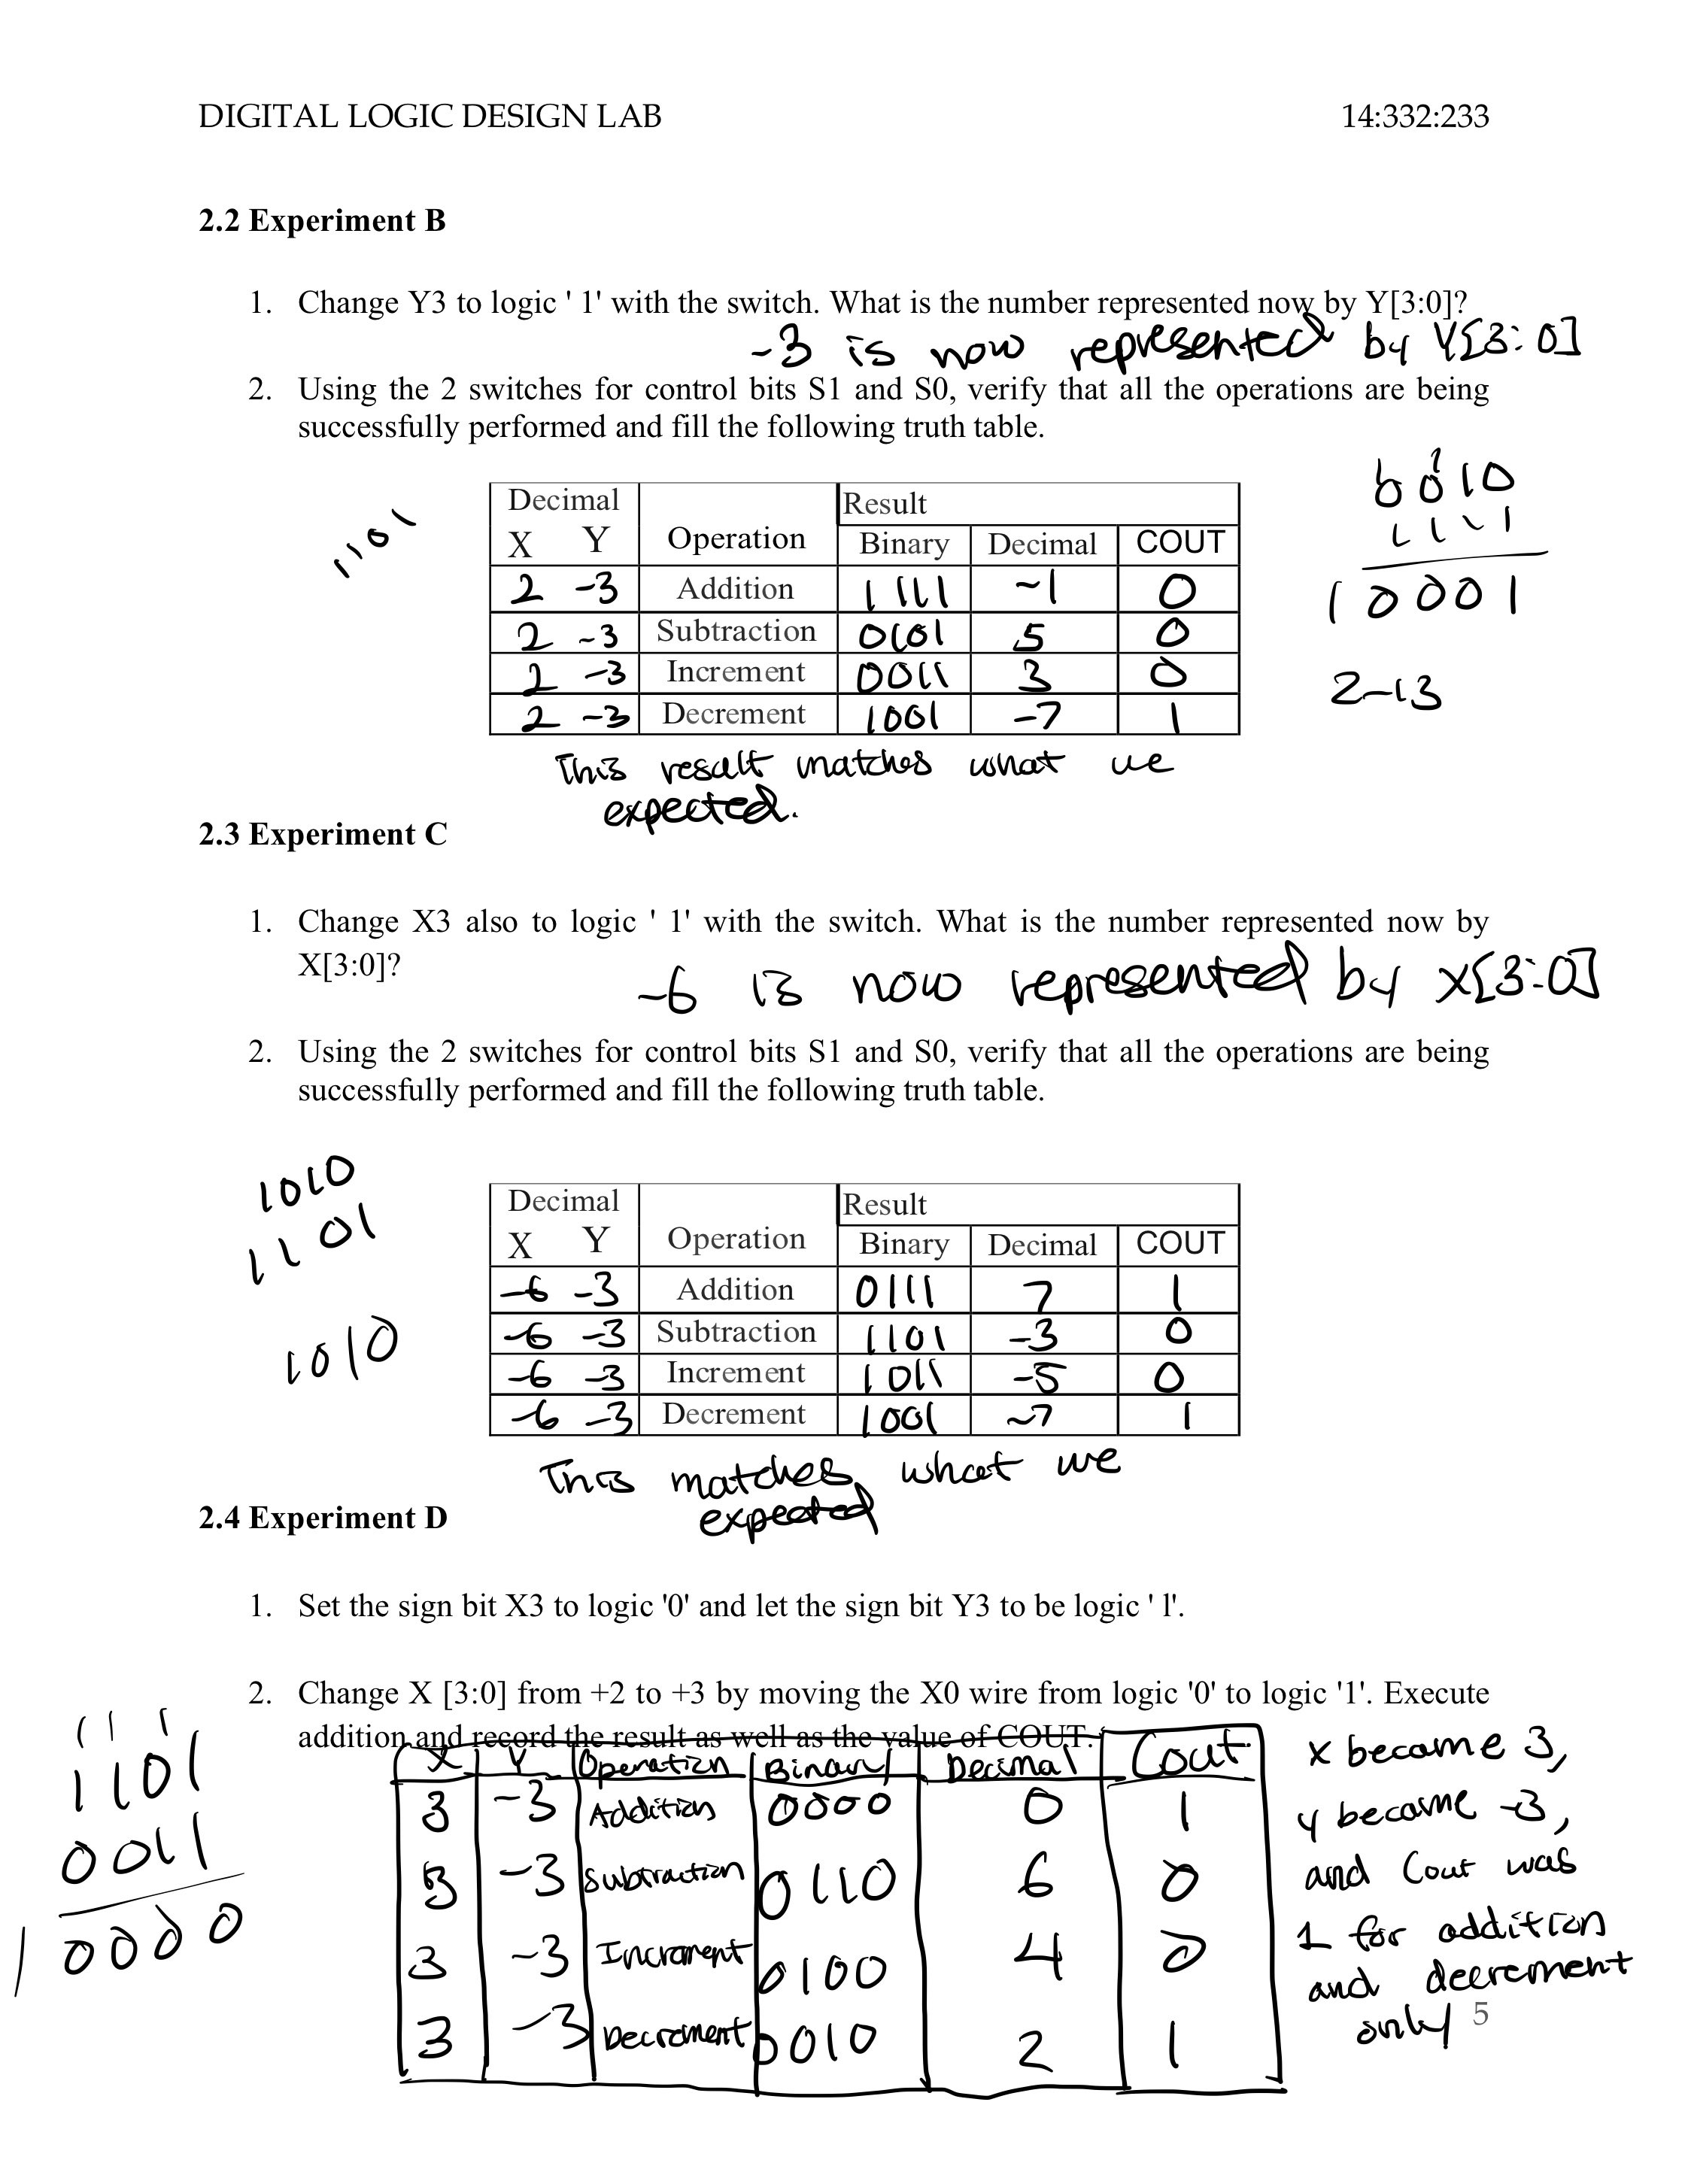 DIGITAL LOGIC DESIGN LAB 14:332:233
2.2 Experiment B
1. Change Y3 to logic ' 1' with the switch. What is the number represented now by Y[3:0]?
-3 is now represented by Y[3:0]
2. Using the 2 switches for control bits S1 and S0, verify that all the operations are being
successfully performed and fill the following truth table.
1101
0010
1
1111
10001
2-13
Decimal Result
X Y Operation Binary Decimal COUT
2 -3 Addition 1111 -1 0
2 -3 Subtraction 0101 5 0
2 -3 Increment 0011 3 0
2 -3 Decrement 1001 -7 1
This result matches what we
expected.
2.3 Experiment C
1. Change X3 also to logic ' 1' with the switch. What is the number represented now by
X[3:0]?
-6 is now represented by X[3:0]
2. Using the 2 switches for control bits S1 and S0, verify that all the operations are being
successfully performed and fill the following truth table.
1010
1101
1010
Decimal Result
X Y Operation Binary Decimal COUT
-6 -3 Addition 0111 7 1
-6 -3 Subtraction 1101 -3 0
-6 -3 Increment 1011 -5 0
-6 -3 Decrement 1001 -7 1
This matches what we
expected
2.4 Experiment D
1. Set the sign bit X3 to logic '0' and let the sign bit Y3 to be logic ' l'.
2. Change X [3:0] from +2 to +3 by moving the X0 wire from logic '0' to logic '1'. Execute
addition and record the result as well as the value of COUT.
1 1 1
1101
0011
10000
X Y Operation Binary Decimal Cout
3 -3 Addition 0000 0 1
3 -3 Subtraction 0110 6 0
3 -3 Increment 0100 4 0
3 -3 Decrement 0010 2 1
X became 3,
Y became -3,
and Cout was
1 for addition
and decrement
only
5